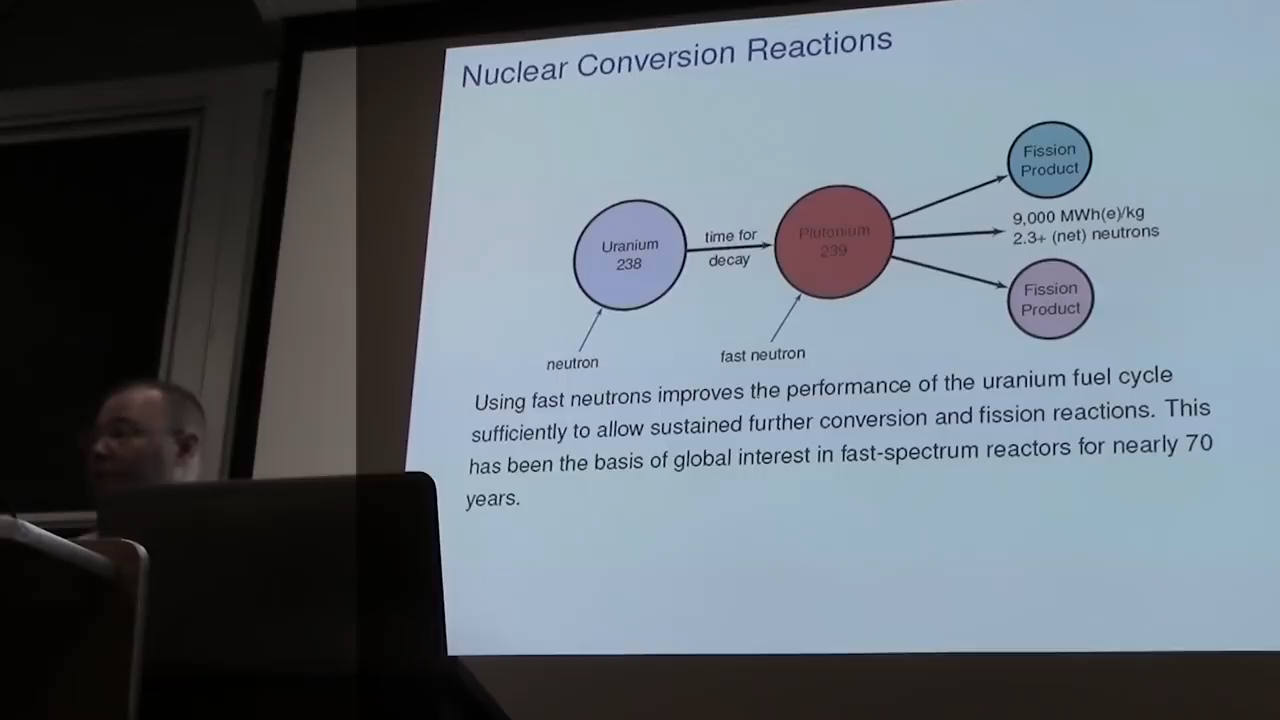 Nuclear Conversion Reactions
Fission
Product
Uranium
238
time for
decay
Plutonium
239
9,000 MWh(e)/kg
2.3+ (net) neutrons
Fission
Product
neutron
fast neutron
Using fast neutrons improves the performance of the uranium fuel cycle
sufficiently to allow sustained further conversion and fission reactions. This
has been the basis of global interest in fast-spectrum reactors for nearly 70
years.